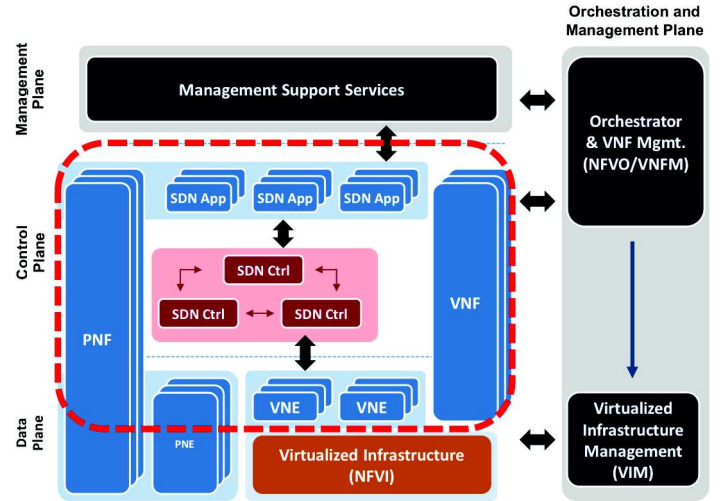 Orchestration and
Management Plane
Management
Plane
Management Support Services
Orchestrator
& VNF Mgmt.
(NFVO/VNFM)
Control
Plane
SDN App
SDN App
SDN App
SDN Ctrl
SDN Ctrl
SDN Ctrl
PNF
VNF
Data
Plane
PNE
VNE
VNE
Virtualized Infrastructure
(NFVI)
Virtualized
Infrastructure
Management
(VIM)